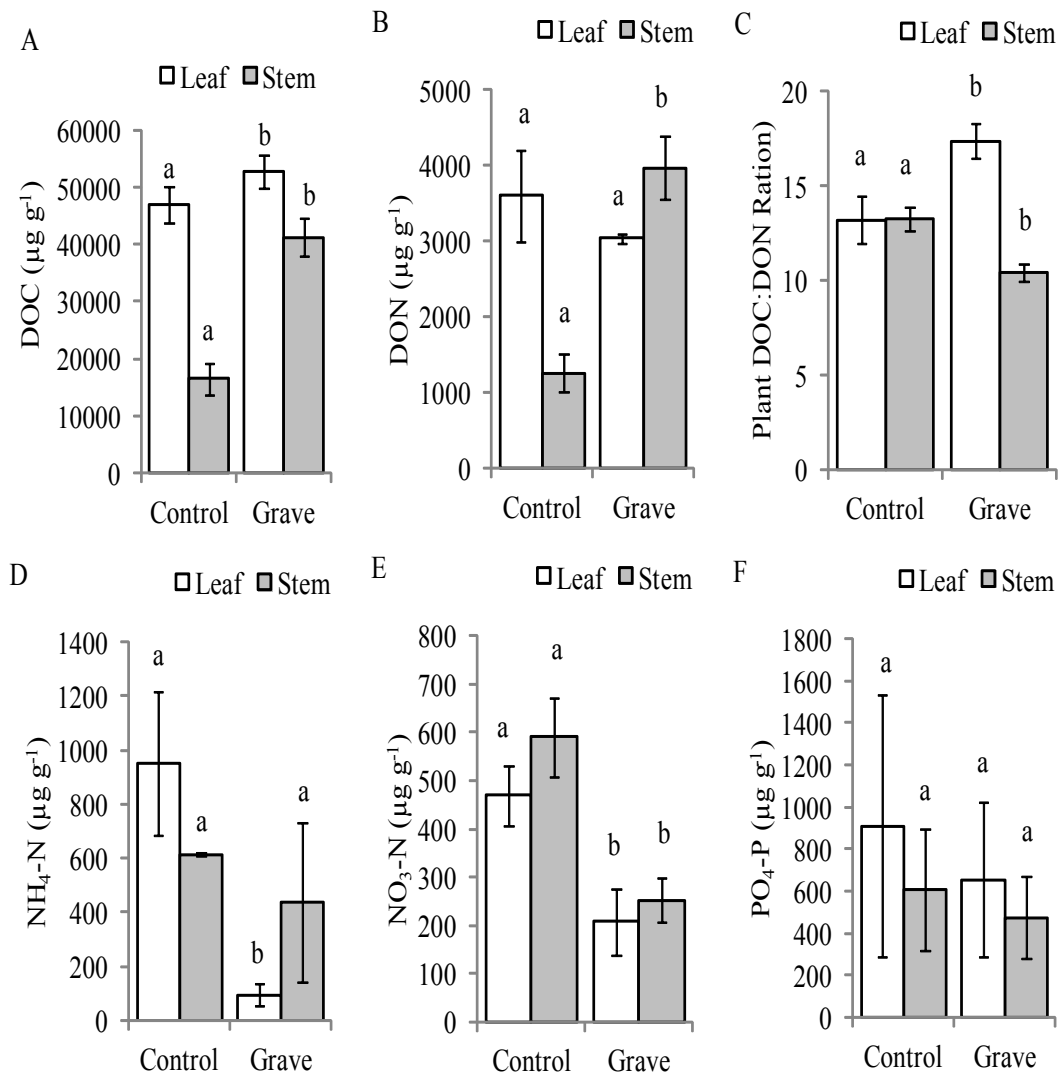 A
Leaf Stem
DOC (µg g-1)
60000
50000
40000
30000
20000
10000
0
a
a
b
b
Control Grave
B
Leaf Stem
DON (µg g-1)
5000
4000
3000
2000
1000
0
a
a
a
b
Control Grave
C
Leaf Stem
Plant DOC:DON Ration)
20
15
10
5
0
a
a
b
b
Control Grave
D
Leaf Stem
NH4-N (µg g-1)
1400
1200
1000
800
600
400
200
0
a
a
b
a
Control Grave
E
Leaf Stem
NO3-N (µg g-1)
800
700
600
500
400
300
200
100
0
a
a
b
b
Control Grave
F
Leaf Stem
PO4-P (µg g-1)
1800
1600
1400
1200
1000
800
600
400
200
0
a
a
a
a
Control Grave